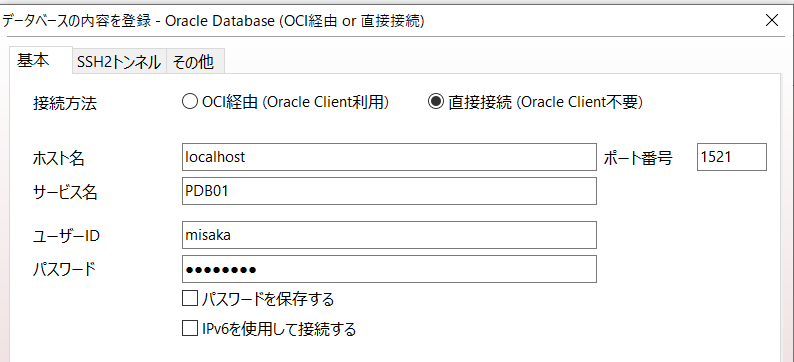 データベースの内容を登録 - Oracle Database (OCI経由 or 直接接続)
基本 SSH2トンネル その他
接続方法 OCI経由 (Oracle Client利用) 直接接続 (Oracle Client不要)
ホスト名 localhost ポート番号 1521
サービス名 PDB01
ユーザーID misaka
パスワード ●●●●●●●●
パスワードを保存する
IPv6を使用して接続する